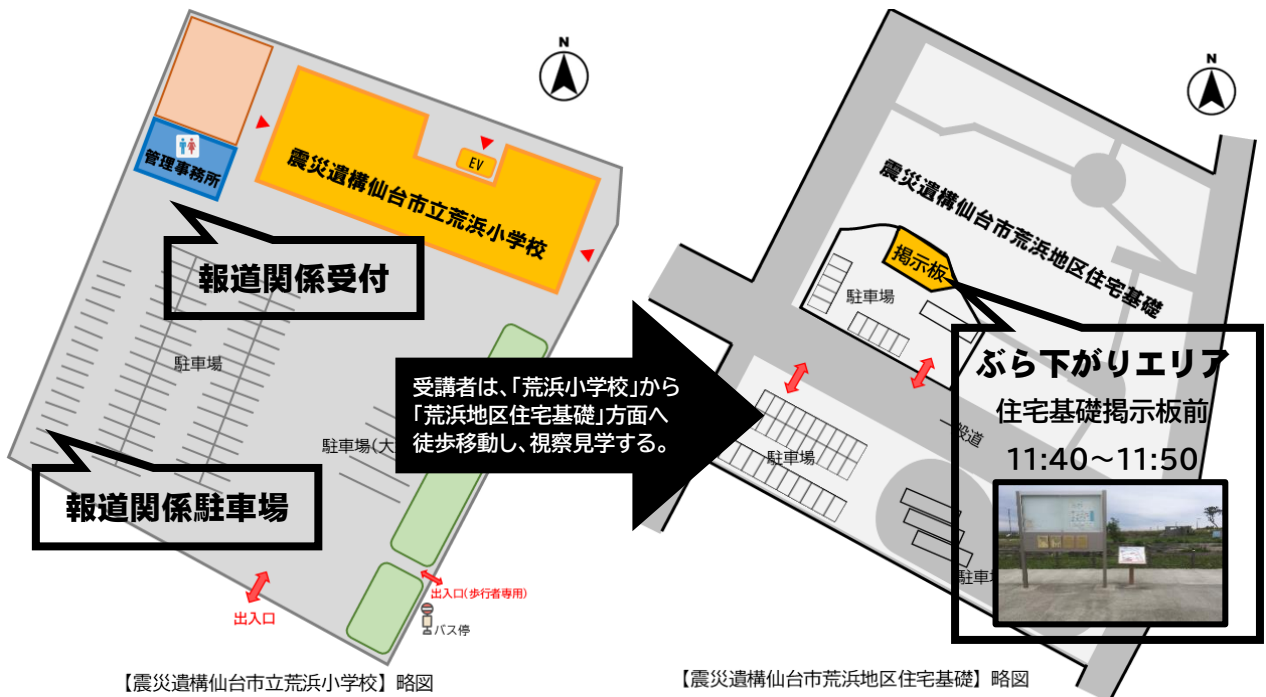 N
管理事務所
EV
震災遺構仙台市立荒浜小学校
報道関係受付
駐車場
駐車場(大
報道関係駐車場
出入口
出入口(歩行者専用)
バス停
【震災遺構仙台市立荒浜小学校】略図
受講者は、「荒浜小学校」から
「荒浜地区住宅基礎」方面へ
徒歩移動し、視察見学する。
N
震災遺構仙台市荒浜地区住宅基礎
掲示板
駐車場
駐車場
般道
駐車
ぶら下がりエリア
住宅基礎掲示板前
11:40~11:50
【震災遺構仙台市荒浜地区住宅基礎】略図